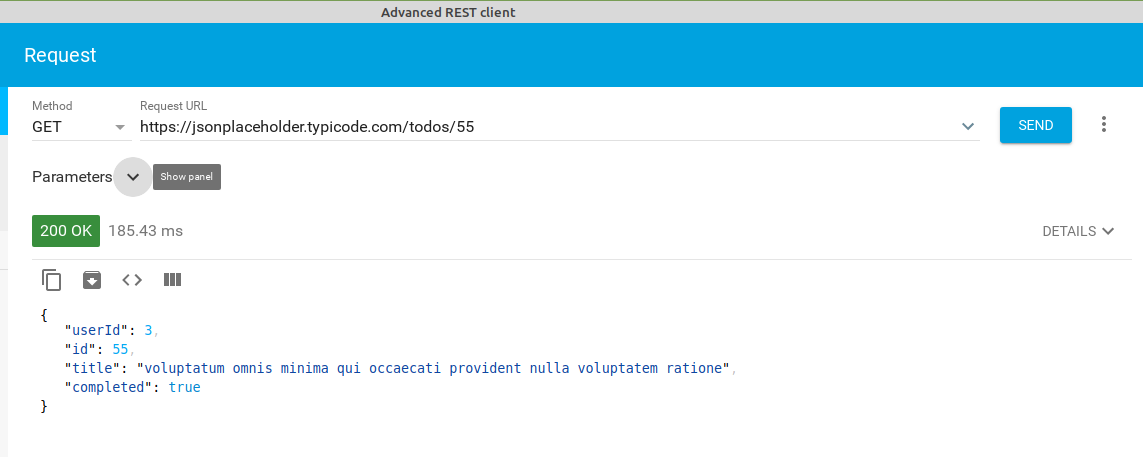 Advanced REST client
Request
Method
Request URL
GET
https://jsonplaceholder.typicode.com/todos/55
SEND
Parameters
Show panel
200 OK
185.43 ms
DETAILS
{
"userId": 3,
"id": 55,
"title": "voluptatum omnis minima qui occaecati provident nulla voluptatem ratione",
"completed": true
}